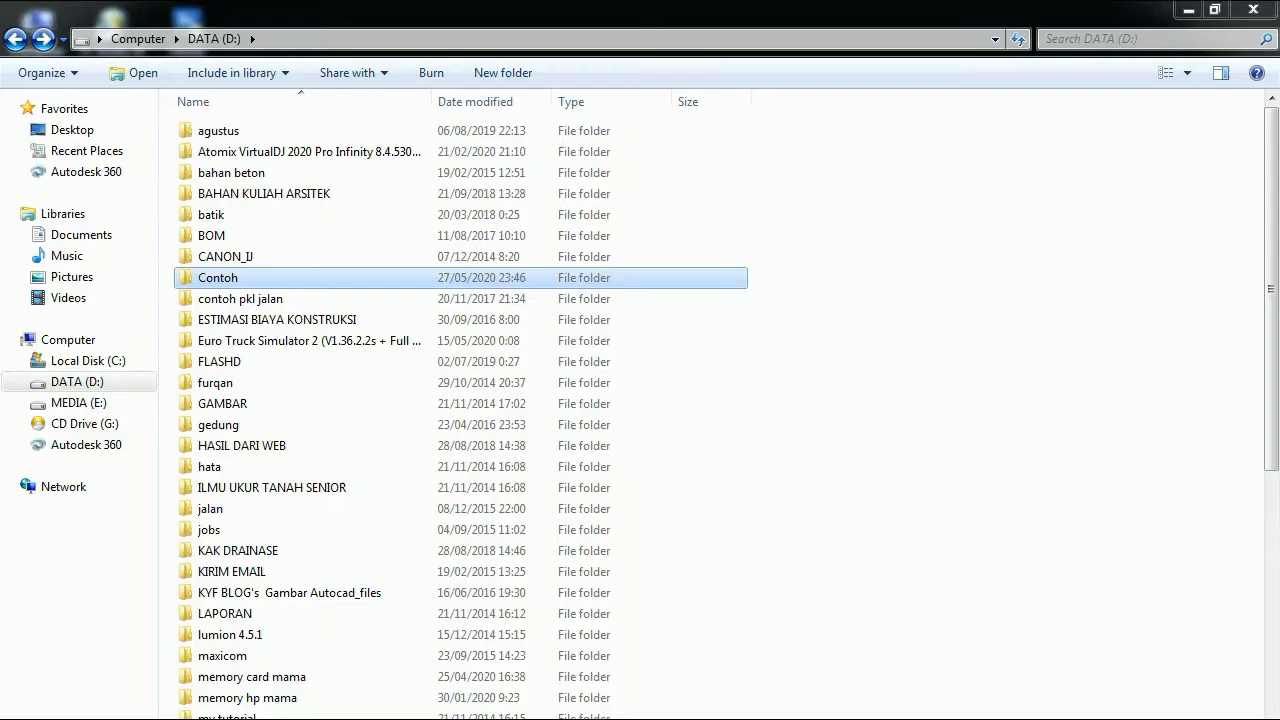 Computer DATA (D:)
Search DATA (D:)
Organize Open Include in library Share with Burn New folder
Favorites
Desktop
Recent Places
Autodesk 360
Libraries
Documents
Music
Pictures
Videos
Computer
Local Disk (C:)
DATA (D:)
MEDIA (E:)
CD Drive (G:)
Autodesk 360
Network
Name Date modified Type Size
agustus 06/08/2019 22:13 File folder
Atomix VirtualDJ 2020 Pro Infinity 8.4.530... 21/02/2020 21:10 File folder
bahan beton 19/02/2015 12:51 File folder
BAHAN KULIAH ARSITEK 21/09/2018 13:28 File folder
batik 20/03/2018 0:25 File folder
BOM 11/08/2017 10:10 File folder
CANON_IJ 07/12/2014 8:20 File folder
Contoh 27/05/2020 23:46 File folder
contoh pkl jalan 20/11/2017 21:34 File folder
ESTIMASI BIAYA KONSTRUKSI 30/09/2016 8:00 File folder
Euro Truck Simulator 2 (V1.36.2.2s + Full ... 15/05/2020 0:08 File folder
FLASHD 02/07/2019 0:27 File folder
furqan 29/10/2014 20:37 File folder
GAMBAR 21/11/2014 17:02 File folder
gedung 23/04/2016 23:53 File folder
HASIL DARI WEB 28/08/2018 14:38 File folder
hata 21/11/2014 16:08 File folder
ILMU UKUR TANAH SENIOR 21/11/2014 16:08 File folder
jalan 08/12/2015 22:00 File folder
jobs 04/09/2015 11:02 File folder
KAK DRAINASE 28/08/2018 14:46 File folder
KIRIM EMAIL 19/02/2015 13:25 File folder
KYF BLOG's  Gambar Autocad_files 16/06/2016 19:30 File folder
LAPORAN 21/11/2014 16:12 File folder
lumion 4.5.1 15/12/2014 15:15 File folder
maxicom 23/09/2015 14:23 File folder
memory card mama 25/04/2020 16:38 File folder
memory hp mama 30/01/2020 9:23 File folder
my tutorial 21/11/2014 16:15 File folder